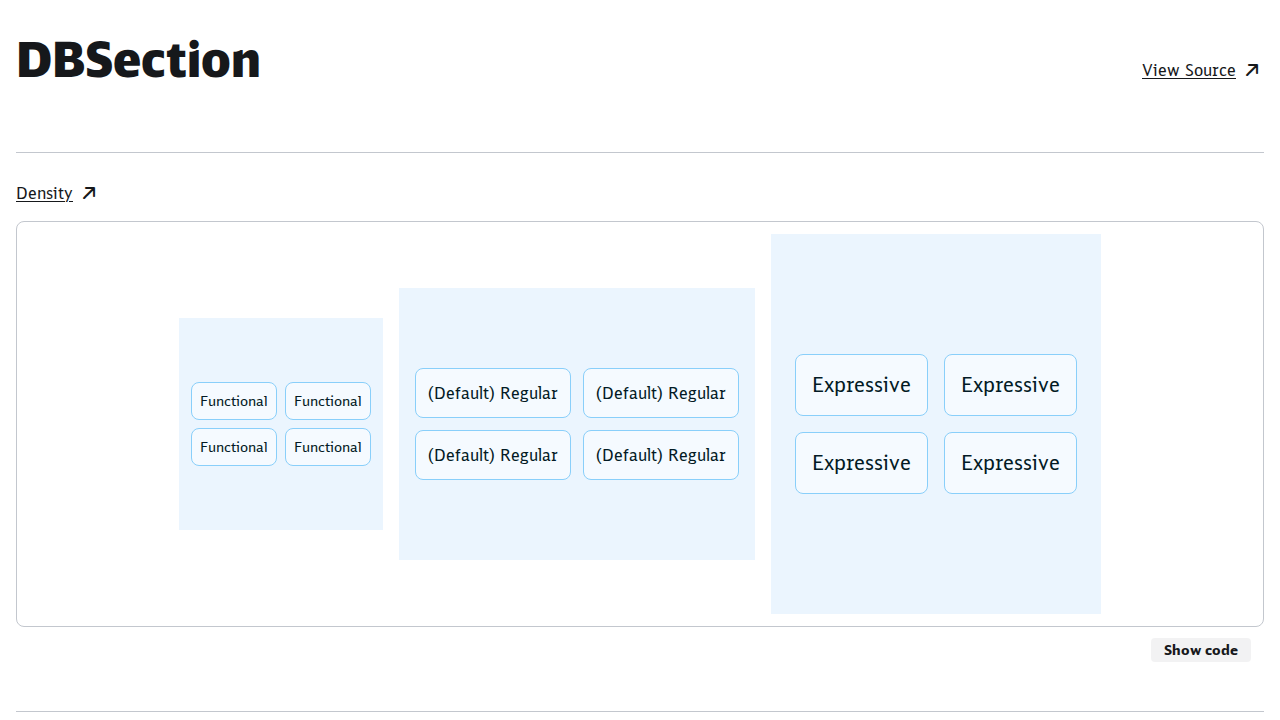 DBSection
View Source
Density
Functional Functional
Functional Functional
(Default) Regular (Default) Regular
(Default) Regular (Default) Regular
Expressive Expressive
Expressive Expressive
Show code